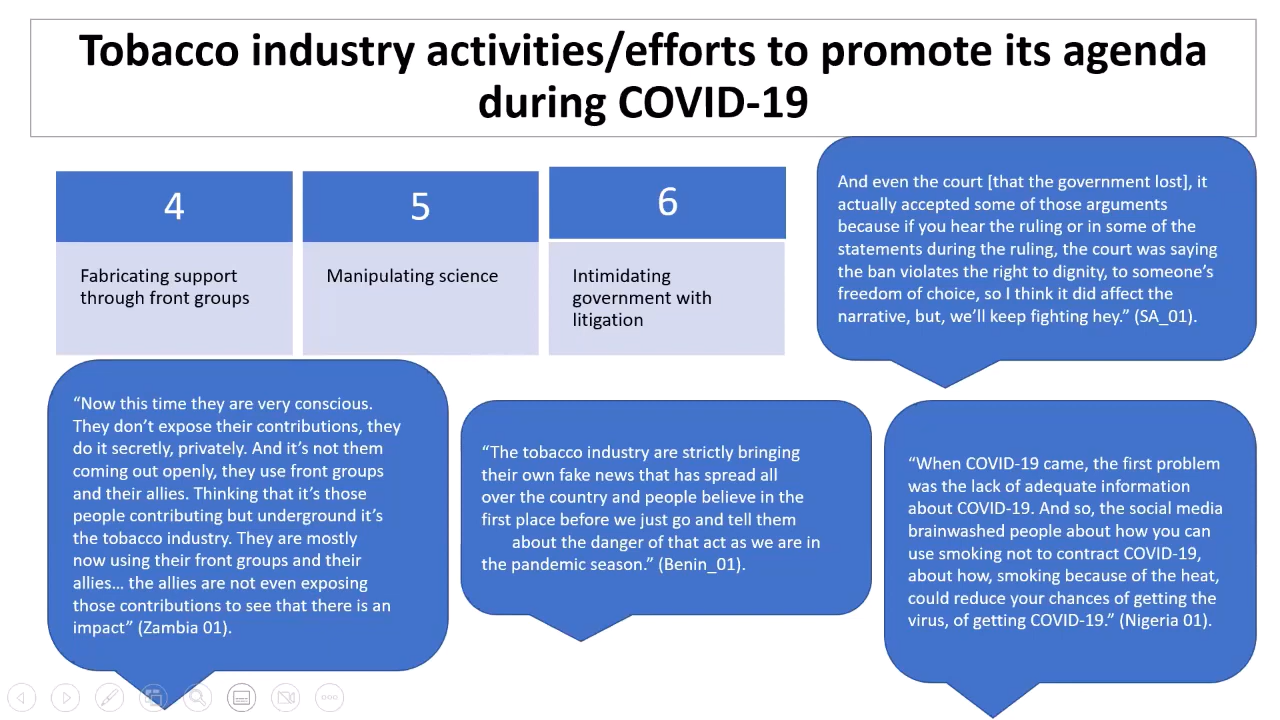 Tobacco industry activities/efforts to promote its agenda
during COVID-19
4
Fabricating support
through front groups
5
Manipulating science
6
Intimidating
government with
litigation
And even the court [that the government lost], it
actually accepted some of those arguments
because if you hear the ruling or in some of the
statements during the ruling, the court was saying
the ban violates the right to dignity, to someone’s
freedom of choice, so I think it did affect the
narrative, but, we’ll keep fighting hey.” (SA_01).
“Now this time they are very conscious.
They don’t expose their contributions, they
do it secretly, privately. And it’s not them
coming out openly, they use front groups
and their allies. Thinking that it’s those
people contributing but underground it’s
the tobacco industry. They are mostly
now using their front groups and their
allies… the allies are not even exposing
those contributions to see that there is an
impact” (Zambia 01).
“The tobacco industry are strictly bringing
their own fake news that has spread all
over the country and people believe in the
first place before we just go and tell them
about the danger of that act as we are in
the pandemic season.” (Benin_01).
“When COVID-19 came, the first problem
was the lack of adequate information
about COVID-19. And so, the social media
brainwashed people about how you can
use smoking not to contract COVID-19,
about how, smoking because of the heat,
could reduce your chances of getting the
virus, of getting COVID-19.” (Nigeria 01).